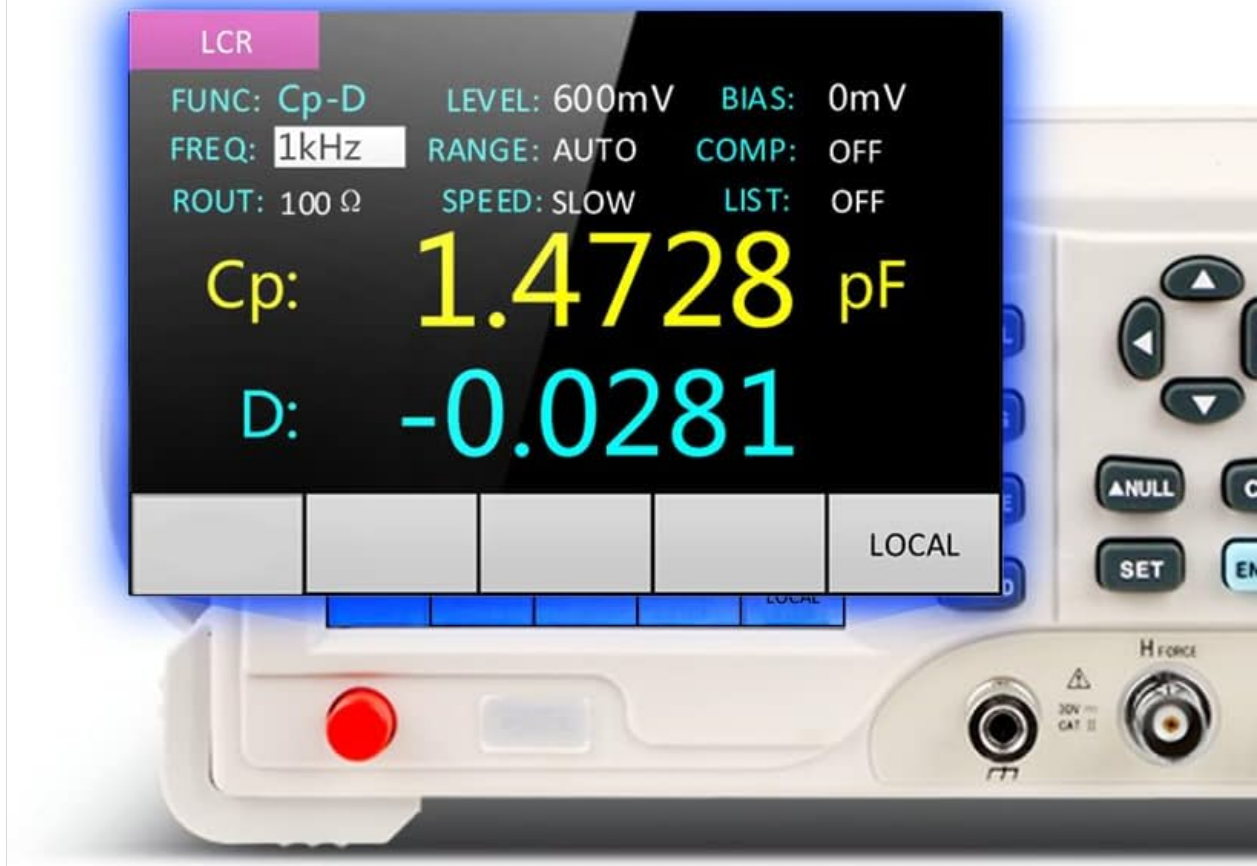 LCR
FUNC: Cp-D LEVEL: 600mV BIAS: 0mV
FREQ: 1kHz RANGE: AUTO COMP: OFF
ROUT: 100 Ω SPEED: SLOW LIST: OFF
Cp: 1.4728 pF
D: -0.0281
LOCAL
LOCAL
▲NULL
SET
H FORCE
30V
CAT II